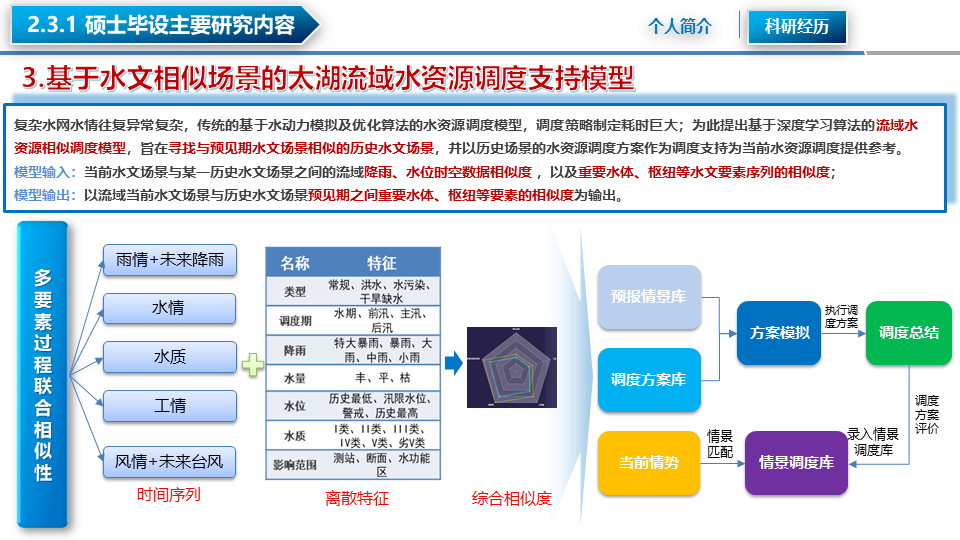 2.3.1 硕士毕设主要研究内容
个人简介
科研经历
3.基于水文相似场景的太湖流域水资源调度支持模型
复杂水网水情往复异常复杂，传统的基于水动力模拟及优化算法的水资源调度模型，调度策略制定耗时巨大；为此提出基于深度学习算法的流域水
资源相似调度模型，旨在寻找与预见期水文场景相似的历史水文场景，并以历史场景的水资源调度方案作为调度支持为当前水资源调度提供参考。
模型输入：当前水文场景与某一历史水文场景之间的流域降雨、水位时空数据相似度 ，以及重要水体、枢纽等水文要素序列的相似度；
模型输出：以流域当前水文场景与历史水文场景预见期之间重要水体、枢纽等要素的相似度为输出。
多要素过程联合相似性
雨情+未来降雨
水情
水质
工情
风情+未来台风
时间序列
名称 特征
类型 常规、洪水、水污染、
干旱缺水
调度期 水期、前汛、主汛、
后汛
降雨 特大暴雨、暴雨、大
雨、中雨、小雨
水量 丰、平、枯
水位 历史最低、汛限水位、
警戒、历史最高
水质 I类、II类、III类、
IV类、V类、劣V类
影响范围 测站、断面、水功能
区
离散特征
综合相似度
预报情景库
调度方案库
当前情势
情景
匹配
方案模拟
执行调
度方案
调度总结
调度
方案
评价
录入情景
调度库
情景调度库